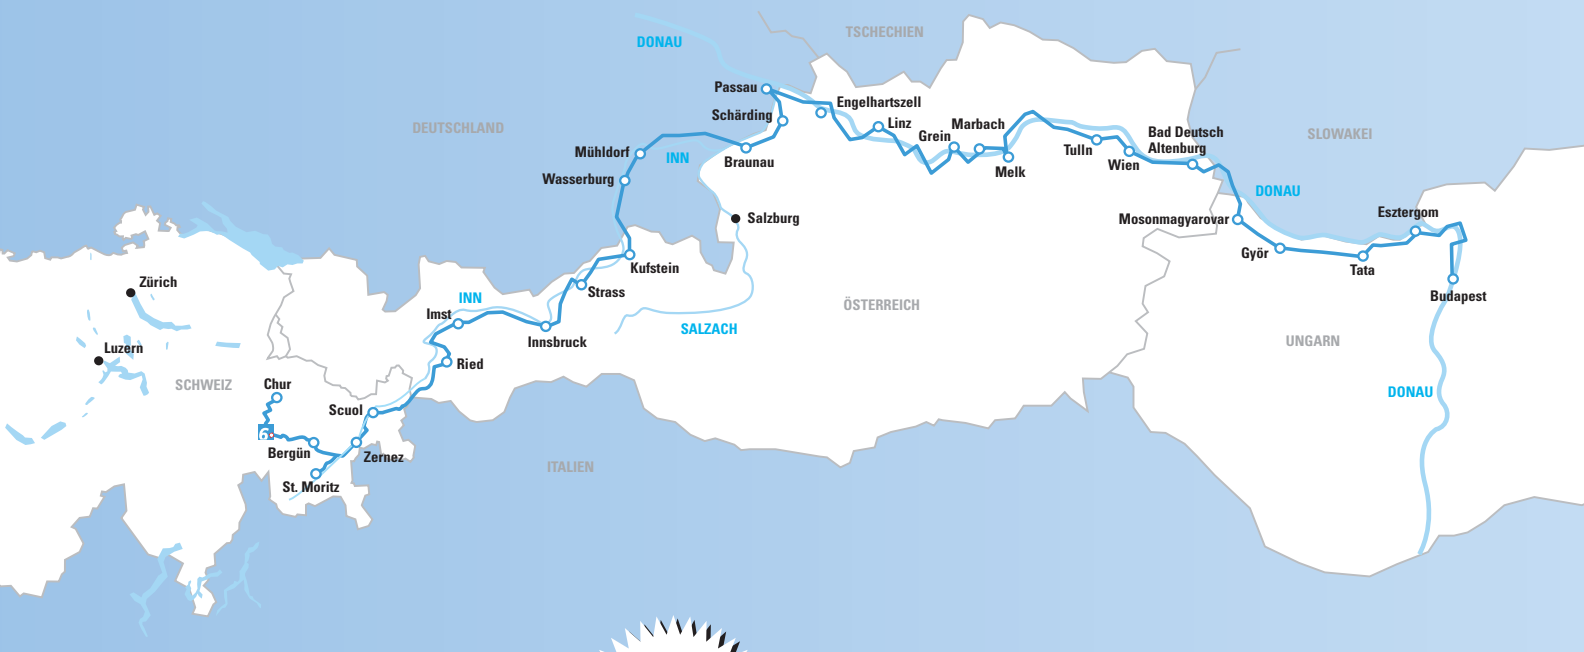 TSCHECHIEN
DONAU
Passau
Engelhartszell
Schärding
Linz
DEUTSCHLAND
Marbach
Grein
Bad Deutsch
Altenburg
SLOWAKEI
Mühldorf
INN
Braunau
Tulln
Wien
Melk
Wasserburg
DONAU
Salzburg
Mosonmagyarovar
Esztergom
Györ
Tata
Kufstein
Zürich
Strass
INN
Budapest
ÖSTERREICH
Imst
SALZACH
Innsbruck
UNGARN
Luzern
Ried
SCHWEIZ
Chur
DONAU
Scuol
6
Bergün
Zernez
ITALIEN
St. Moritz